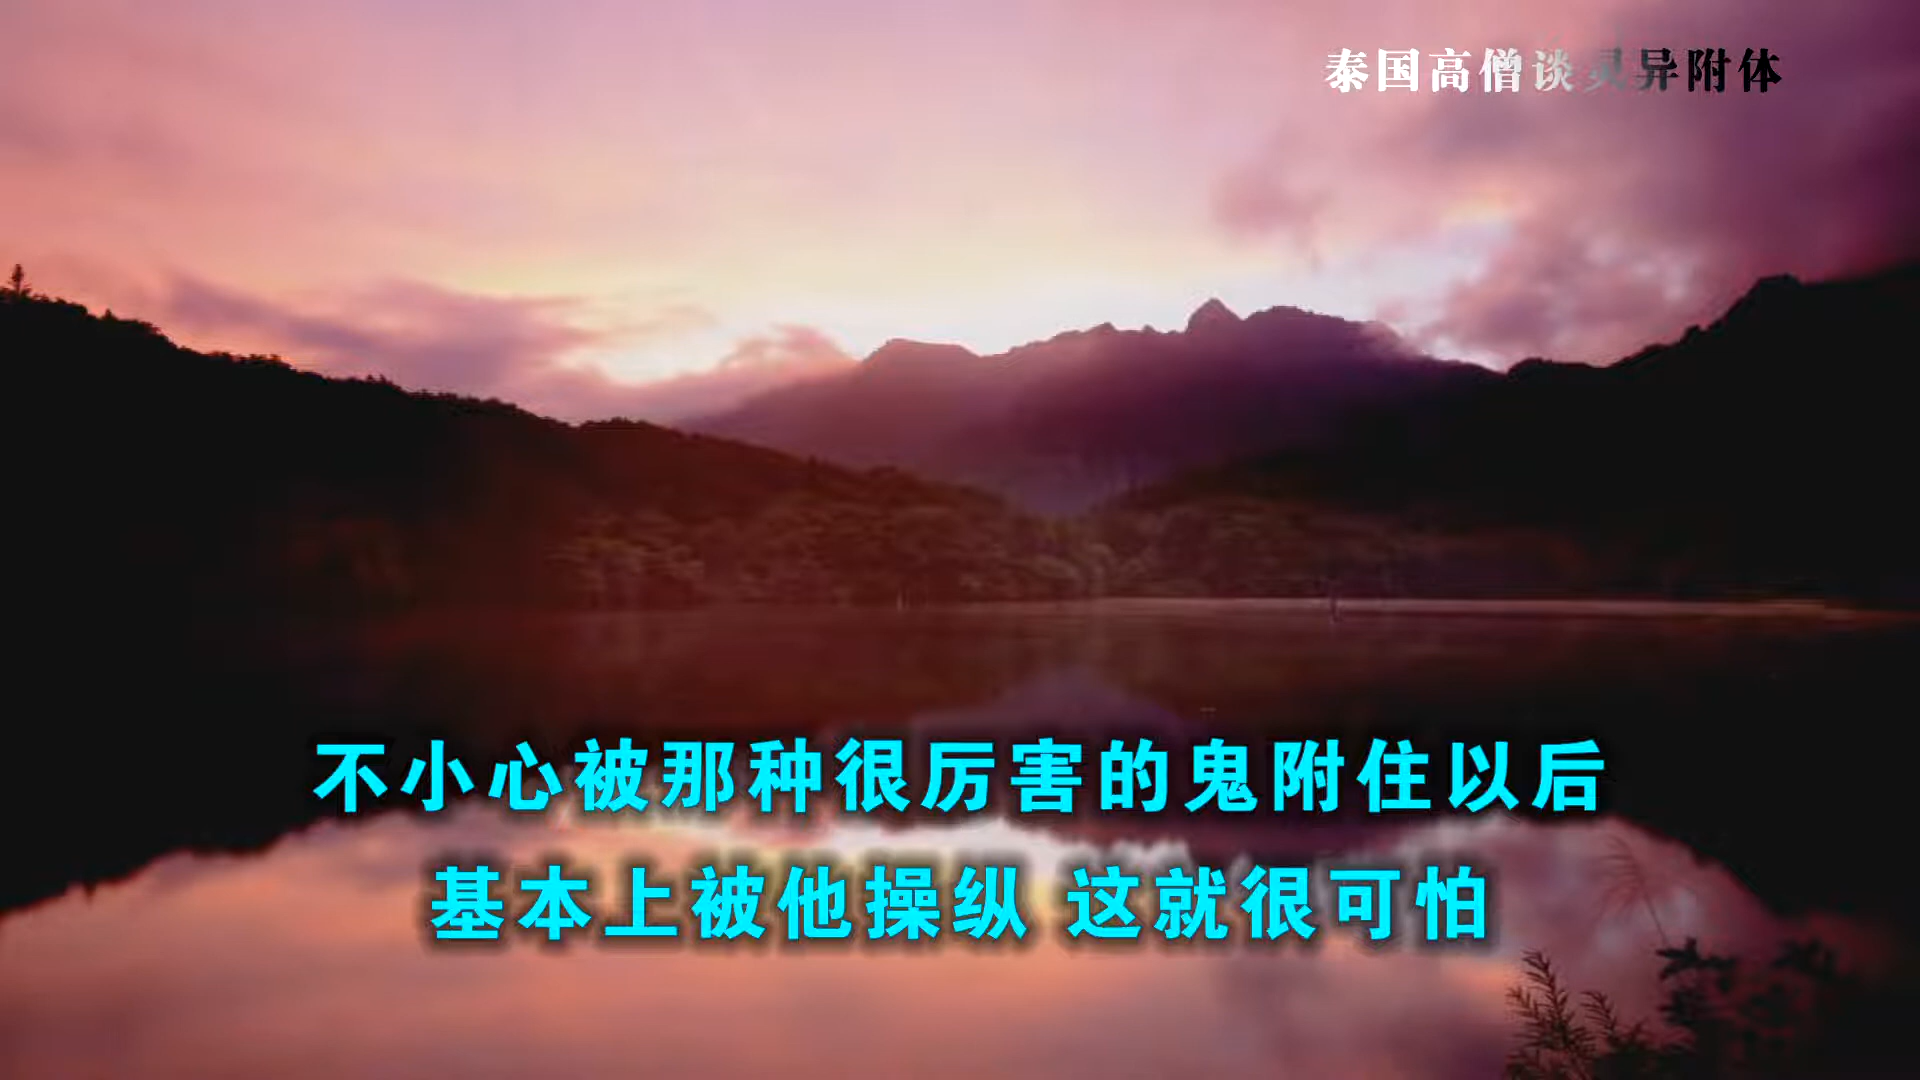 泰国高僧谈灵异附体
不小心被那种很厉害的鬼附住以后
基本上被他操纵 这就很可怕